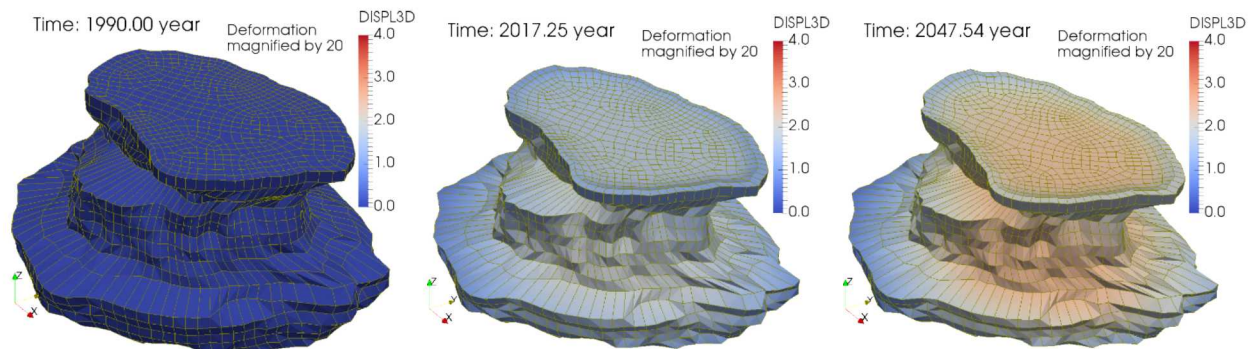 Time: 1990.00 year
Deformation
magnified by 20
DISPL3D
4.0
3.0
2.0
1.0
0.0
Z
X
Time: 2017.25 year
Deformation
magnified by 20
DISPL3D
4.0
3.0
2.0
1.0
0.0
Z
Y
X
Time: 2047.54 year
Deformation
magnified by 20
DISPL3D
4.0
3.0
2.0
1.0
0.0
Z
Y
X